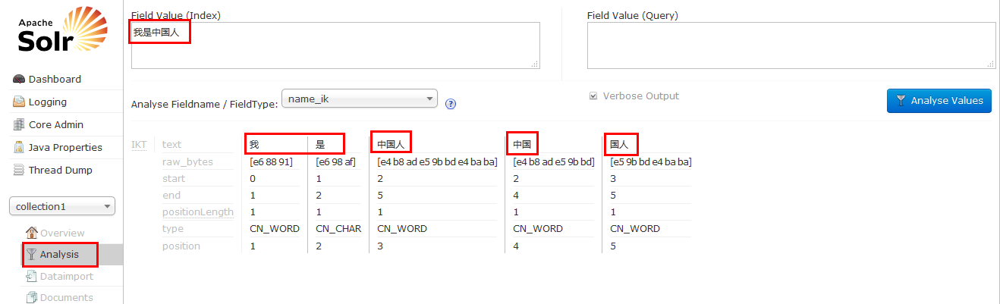 Apache
Solr
Dashboard
Logging
Core Admin
Java Properties
Thread Dump
collection1
Overview
Analysis
Dataimport
Documents
Field Value (Index)
我是中国人
Field Value (Query)
Analyse Fieldname / FieldType: name_ik ?
Verbose Output
Analyse Values
IKT text 我 是 中国人 中国 国人
raw_bytes [e6 88 91] [e6 98 af] [e4 b8 ad e5 9b bd e4 ba ba] [e4 b8 ad e5 9b bd] [e5 9b bd e4 ba ba]
start 0 1 2 2 3
end 1 2 5 4 5
positionLength 1 1 1 1 1
type CN_WORD CN_CHAR CN_WORD CN_WORD CN_WORD
position 1 2 3 4 5